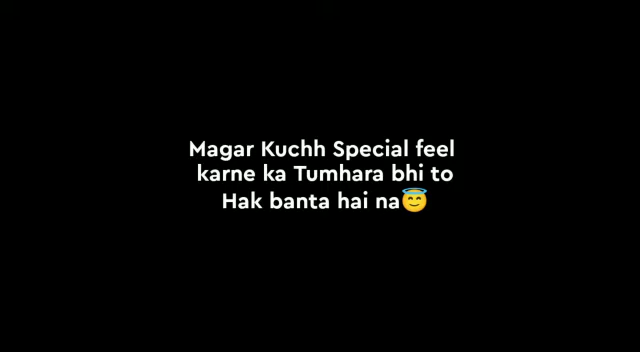 Magar Kuchh Special feel
karne ka Tumhara bhi to
Hak banta hai na😇